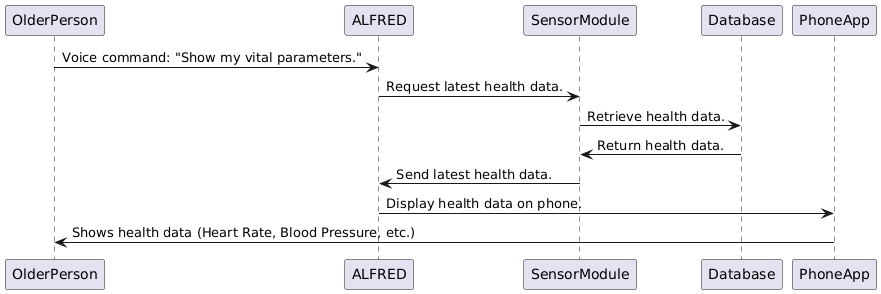 OlderPerson ALFRED SensorModule Database PhoneApp
Voice command: "Show my vital parameters."
Request latest health data.
Retrieve health data.
Return health data.
Send latest health data.
Display health data on phone.
Shows health data (Heart Rate, Blood Pressure, etc.)
OlderPerson ALFRED SensorModule Database PhoneApp